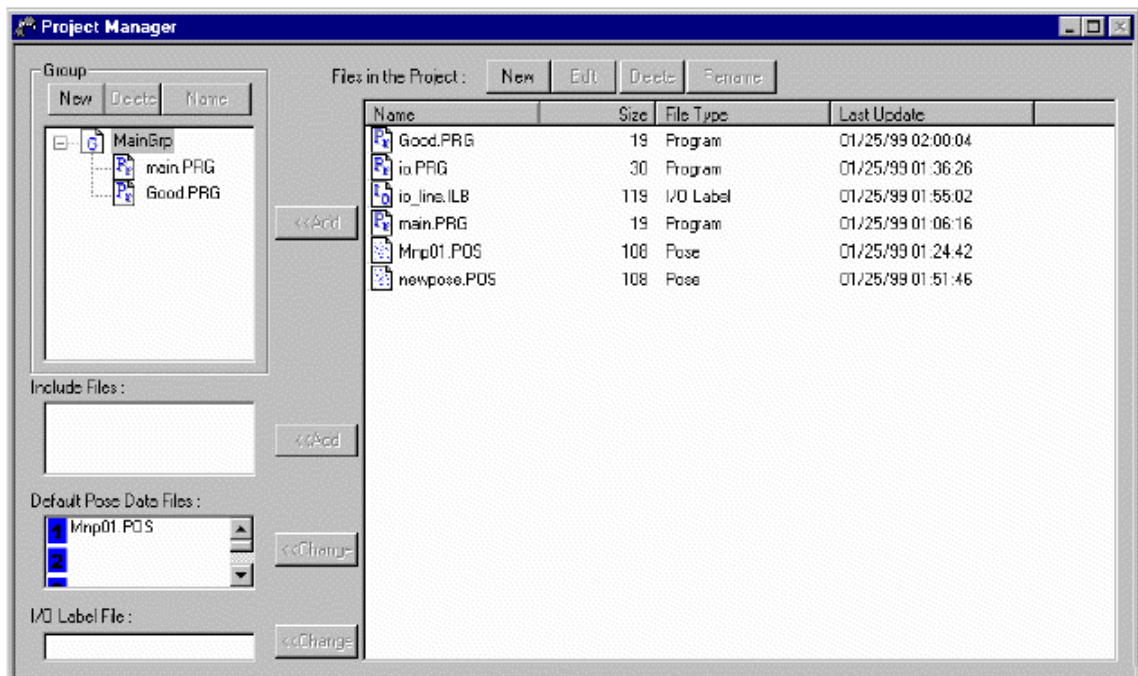 Project Manager
Group
New Delete Name
MainGrp
main.PRG
Good.PRG
Include Files :
Default Pose Data Files :
1 Mnp01.POS
2
I/O Label File :
<<Add
<<Add
<<Change
<<Change
Files in the Project : New Edit Delete Rename
Name Size File Type Last Update
Good.PRG 19 Program 01/25/99 02:00:04
io.PRG 30 Program 01/25/99 01:36:26
io_line.ILB 119 I/O Label 01/25/99 01:55:02
main.PRG 19 Program 01/25/99 01:06:16
Mnp01.POS 108 Pose 01/25/99 01:24:42
newpose.POS 108 Pose 01/25/99 01:51:46